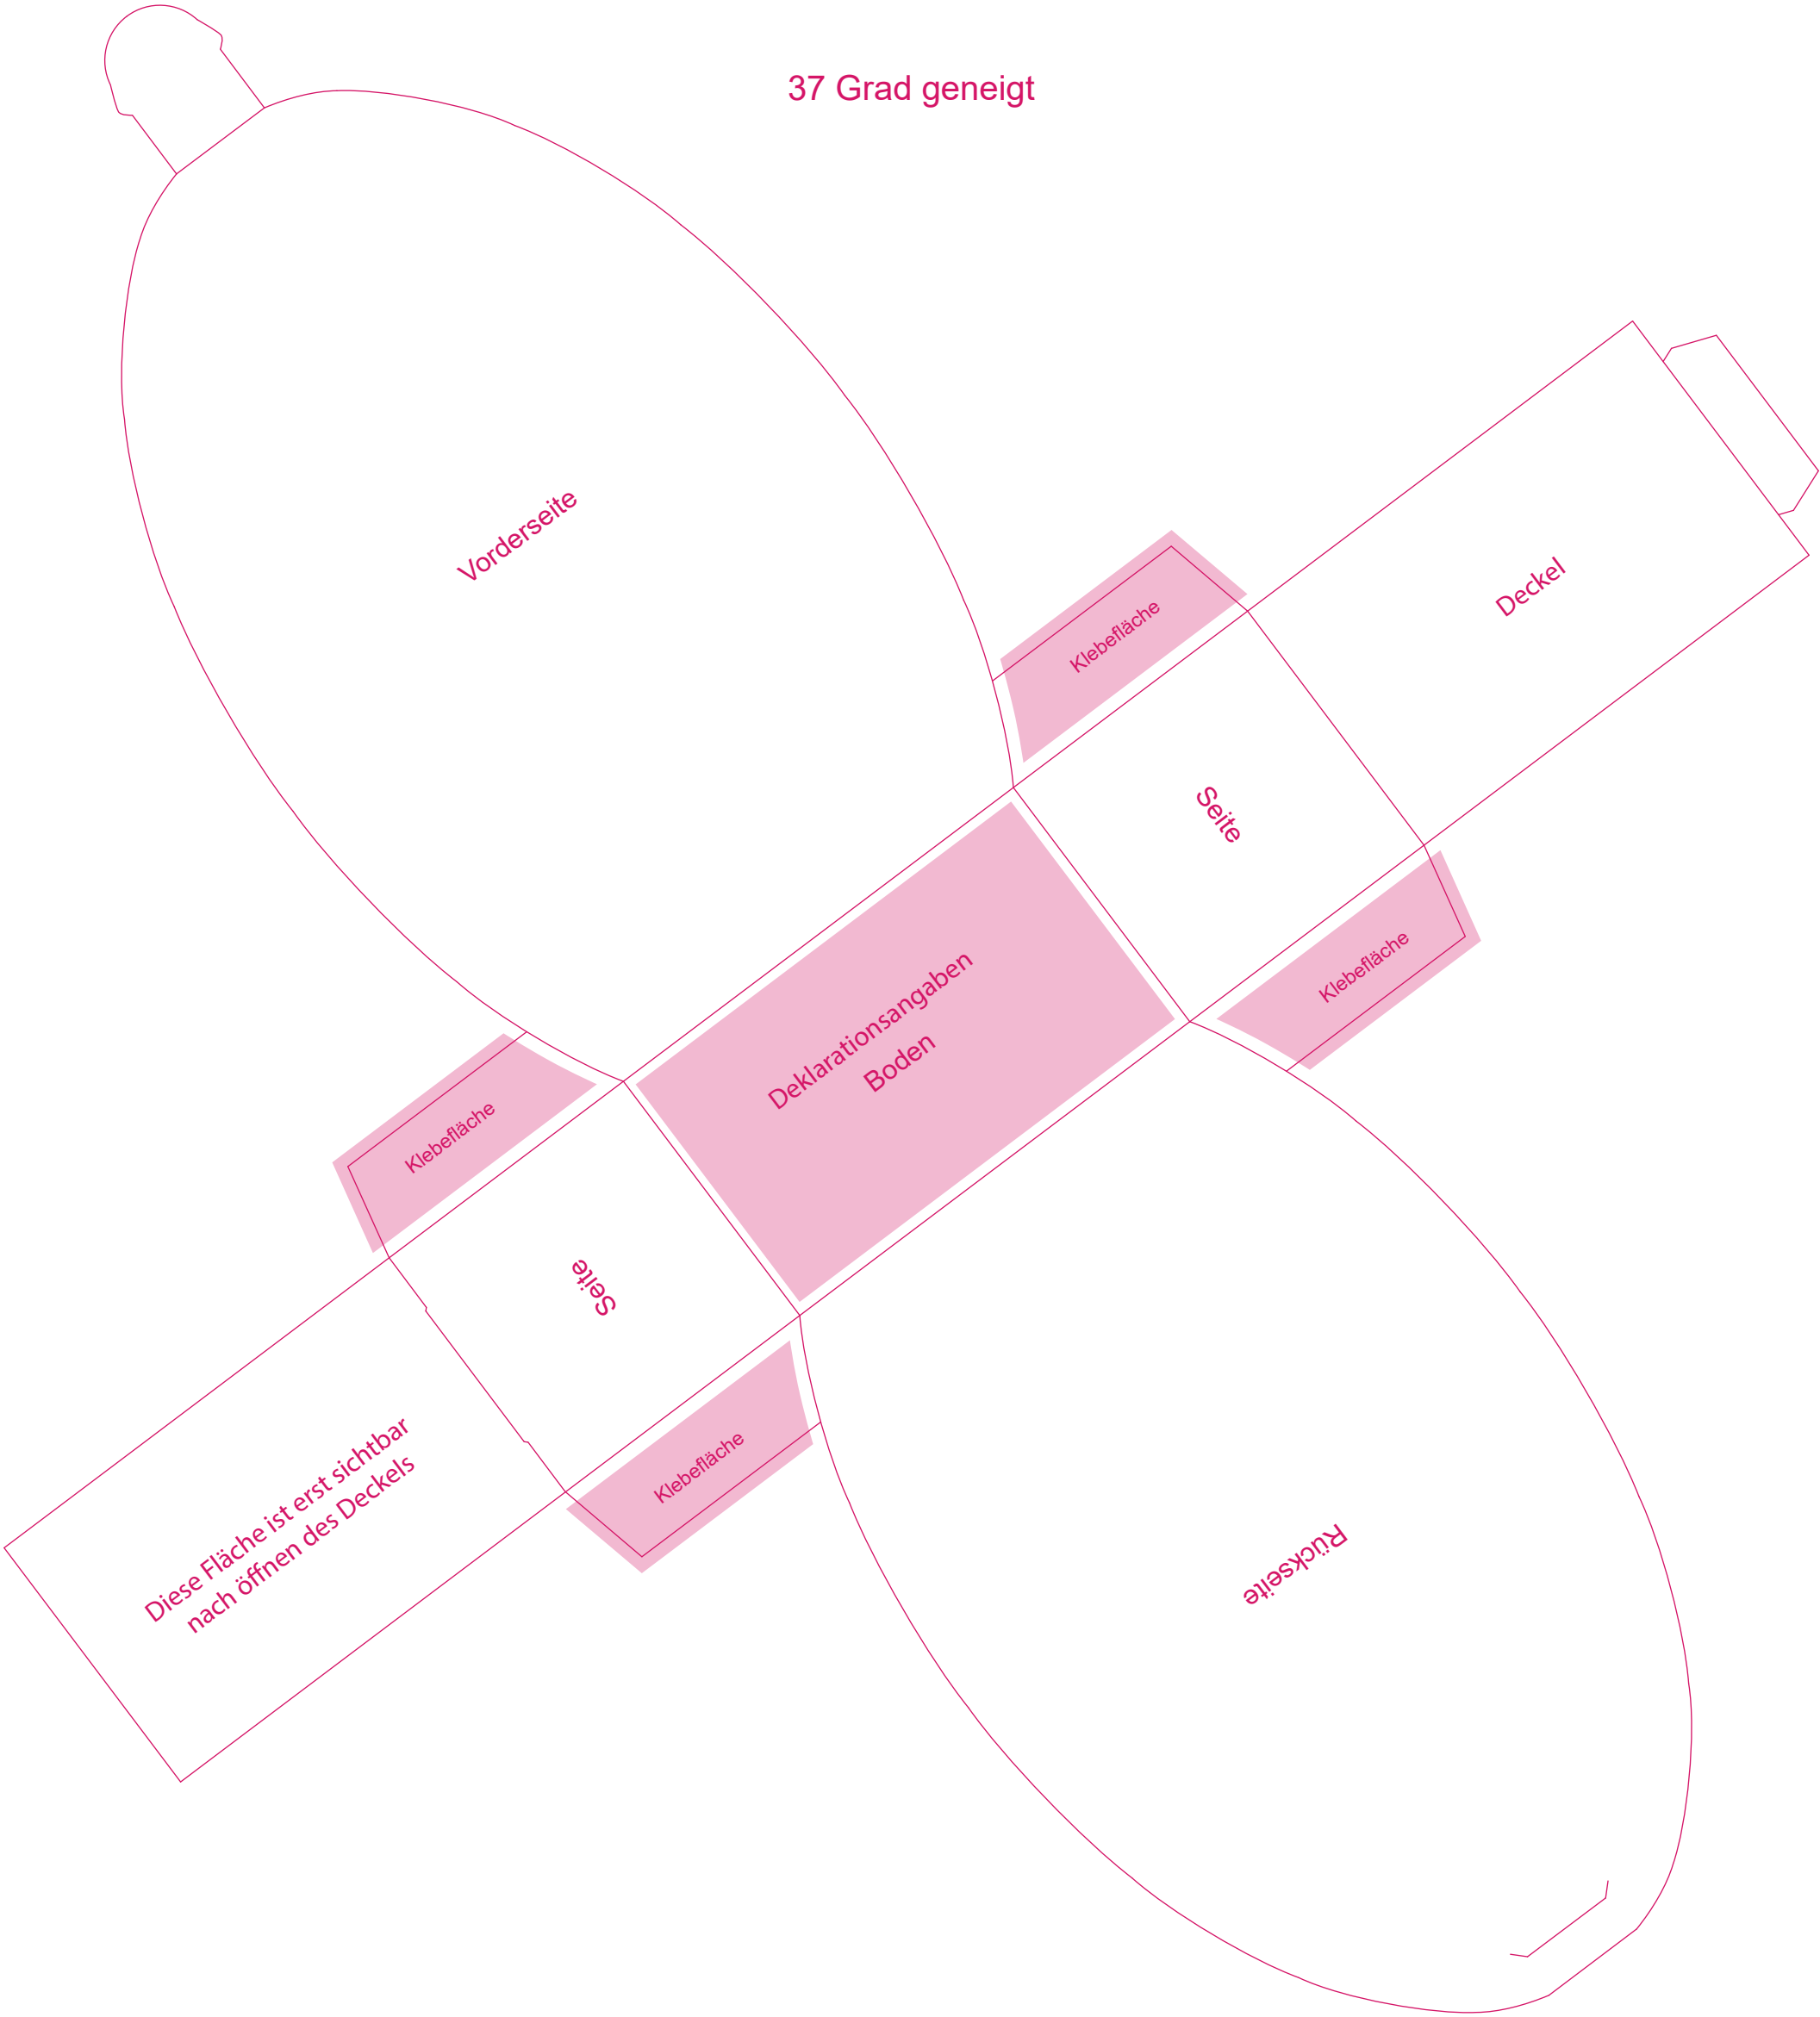 37 Grad geneigt
Vorderseite
Klebefläche
Deckel
Seite
Deklarationsangaben
Boden
Klebefläche
Klebefläche
Seite
Klebefläche
Diese Fläche ist erst sichtbar
nach öffnen des Deckels
Rückseite